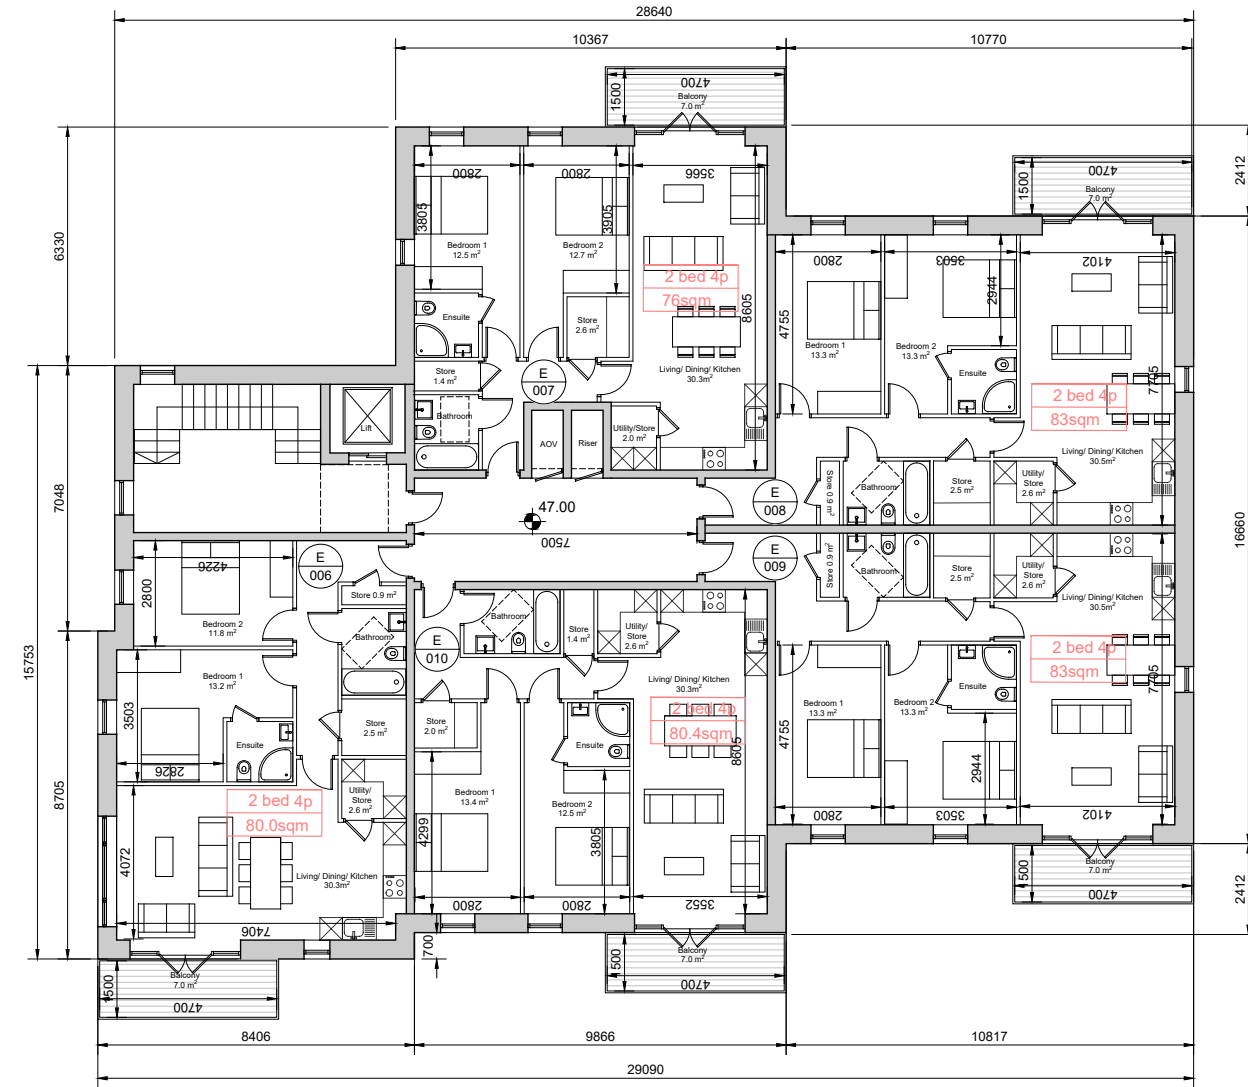 28640
10367
10770
4700
1500
Balcony
7.0 m²
2412
4700
1500
Balcony
7.0 m²
6330
2800
2800
3566
3805
3905
Bedroom 1
12.5 m²
Bedroom 2
12.7 m²
2 bed 4p
76sqm
8605
Ensuite
Store
2.6 m²
Store
1.4 m²
E
007
Living/ Dining/ Kitchen
30.3m²
Bathroom
Utility/Store
2.0 m²
AOV
Riser
Lift
2800
3503
4102
2944
4755
Bedroom 1
13.3 m²
Bedroom 2
13.3 m²
Ensuite
2 bed 4p
83sqm
7705
Living/ Dining/ Kitchen
30.5m²
Store 0.9 m²
Bathroom
Store
2.5 m²
Utility/
Store
2.6 m²
E
008
7048
47.00
7500
16660
E
009
Store 0.9 m²
Bathroom
Store
2.5 m²
Utility/
Store
2.6 m²
Living/ Dining/ Kitchen
30.5m²
2 bed 4p
83sqm
7705
Ensuite
Bedroom 1
13.3 m²
Bedroom 2
13.3 m²
4755
2944
2800
3503
4102
4226
2800
E
006
Store 0.9 m²
Bedroom 2
11.8 m²
Bathroom
15753
Bedroom 1
13.2 m²
3503
Ensuite
Store
2.5 m²
2826
Utility/
Store
2.6 m²
2 bed 4p
80.0sqm
8705
4072
Living/ Dining/ Kitchen
30.3m²
7406
E
010
Bathroom
Store
1.4 m²
Utility/
Store
2.6 m²
Living/ Dining/ Kitchen
30.3m²
2 bed 4p
80.4sqm
8605
Store
2.0 m²
Ensuite
Bedroom 1
13.4 m²
Bedroom 2
12.5 m²
4299
3805
2800
2800
3552
700
Balcony
7.0 m²
1500
4700
Balcony
7.0 m²
1500
4700
Balcony
7.0 m²
1500
4700
2412
8406
9866
10817
29090